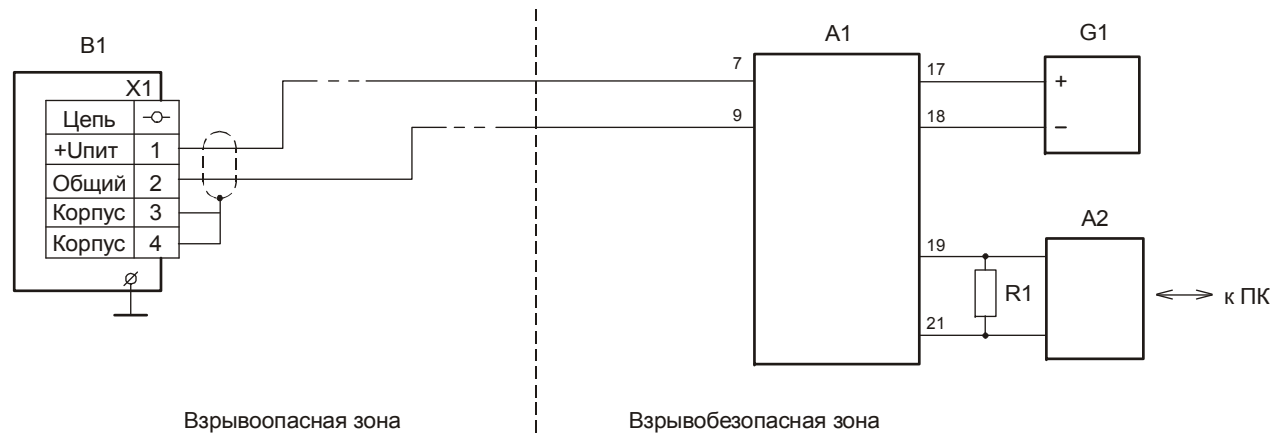 B1
A1
G1
X1
Цепь
+Uпит 1
Общий 2
Корпус 3
Корпус 4
7
9
17
+
18
−
19
21
R1
A2
к ПК
Взрывоопасная зона
Взрывобезопасная зона